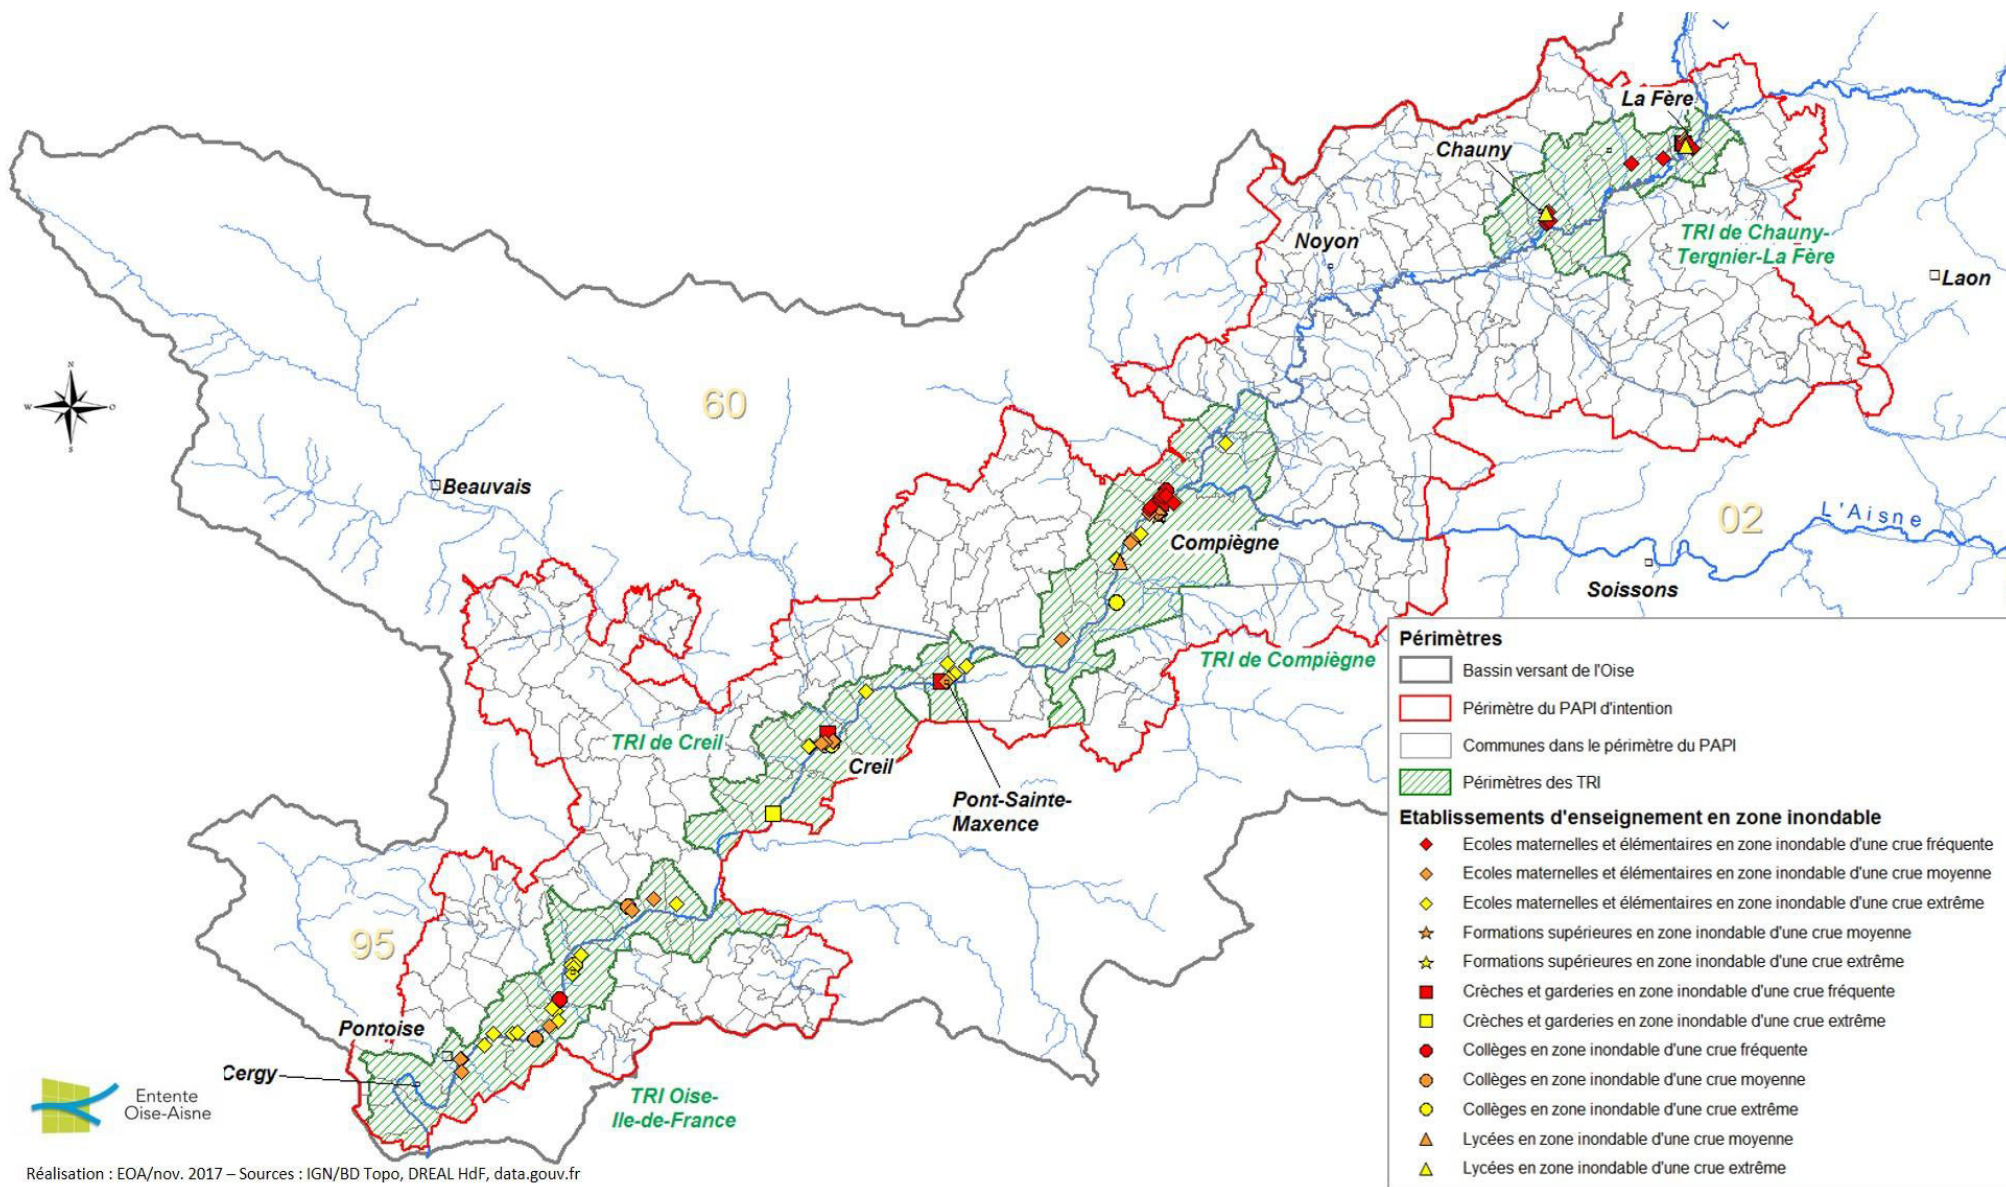 La Fère
Chauny
Noyon
TRI de Chauny-
Tergnier-La Fère
Laon
N
W
O
S
60
Beauvais
Compiègne
L'Aisne
02
Soissons
TRI de Compiègne
TRI de Creil
Creil
Pont-Sainte-
Maxence
95
Pontoise
Cergy
TRI Oise-
Ile-de-France
Entente
Oise-Aisne
Réalisation : EOA/nov. 2017 – Sources : IGN/BD Topo, DREAL HdF, data.gouv.fr
Périmètres
Bassin versant de l'Oise
Périmètre du PAPI d'intention
Communes dans le périmètre du PAPI
Périmètres des TRI
Etablissements d'enseignement en zone inondable
Ecoles maternelles et élémentaires en zone inondable d'une crue fréquente
Ecoles maternelles et élémentaires en zone inondable d'une crue moyenne
Ecoles maternelles et élémentaires en zone inondable d'une crue extrême
Formations supérieures en zone inondable d'une crue moyenne
Formations supérieures en zone inondable d'une crue extrême
Crèches et garderies en zone inondable d'une crue fréquente
Crèches et garderies en zone inondable d'une crue extrême
Collèges en zone inondable d'une crue fréquente
Collèges en zone inondable d'une crue moyenne
Collèges en zone inondable d'une crue extrême
Lycées en zone inondable d'une crue moyenne
Lycées en zone inondable d'une crue extrême